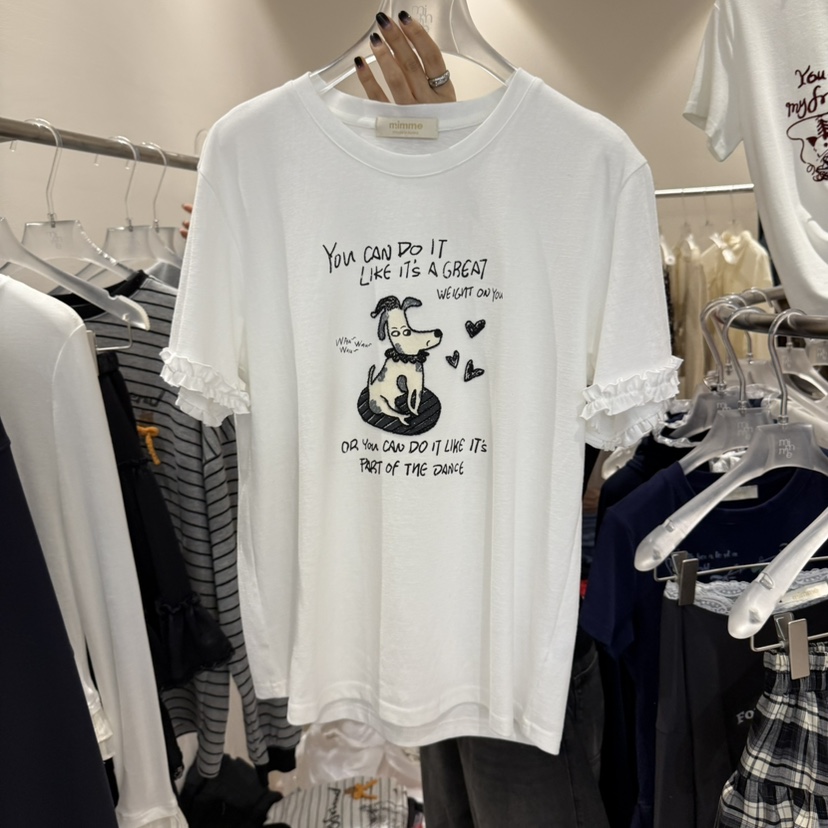 mimme
YOU CAN DO IT
LIKE IT'S A GREAT
WEIGHT ON YOU
OR YOU CAN DO IT LIKE IT'S
PART OF THE DANCE
You